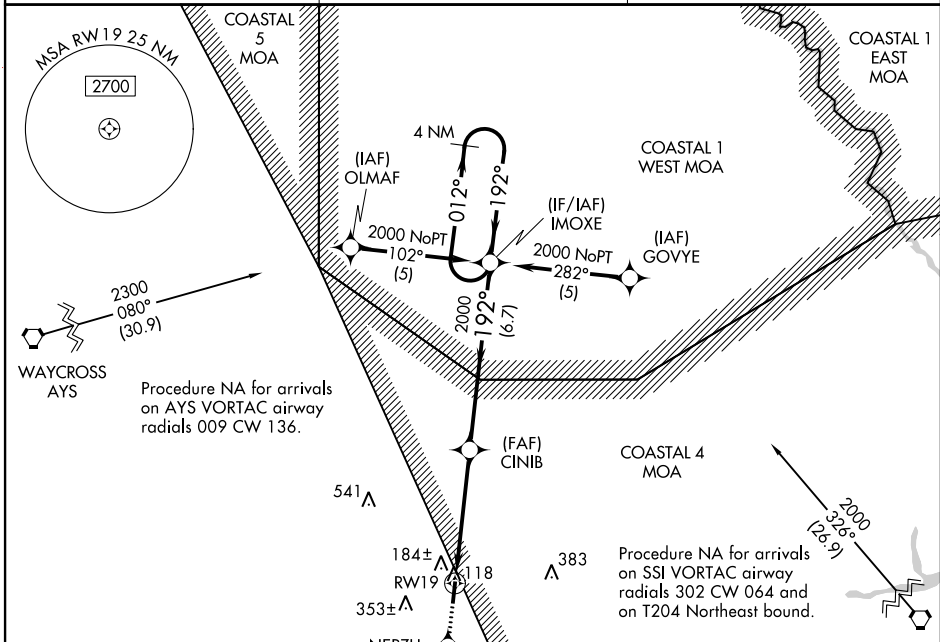 MSA RW19 25 NM
2700
COASTAL
5
MOA
COASTAL 1
EAST
MOA
4 NM
COASTAL 1
WEST MOA
(IAF)
OLMAF
012°
192°
(IF/IAF)
IMOXE
2000 NoPT
102°
(5)
2000 NoPT
282°
(5)
(IAF)
GOVYE
2300
080°
(30.9)
2000
192°
(6.7)
WAYCROSS
AYS
Procedure NA for arrivals
on AYS VORTAC airway
radials 009 CW 136.
(FAF)
CINIB
COASTAL 4
MOA
541
2000
326°
(26.9)
184±
118
RW19
383
353±
Procedure NA for arrivals
on SSI VORTAC airway
radials 302 CW 064 and
on T204 Northeast bound.